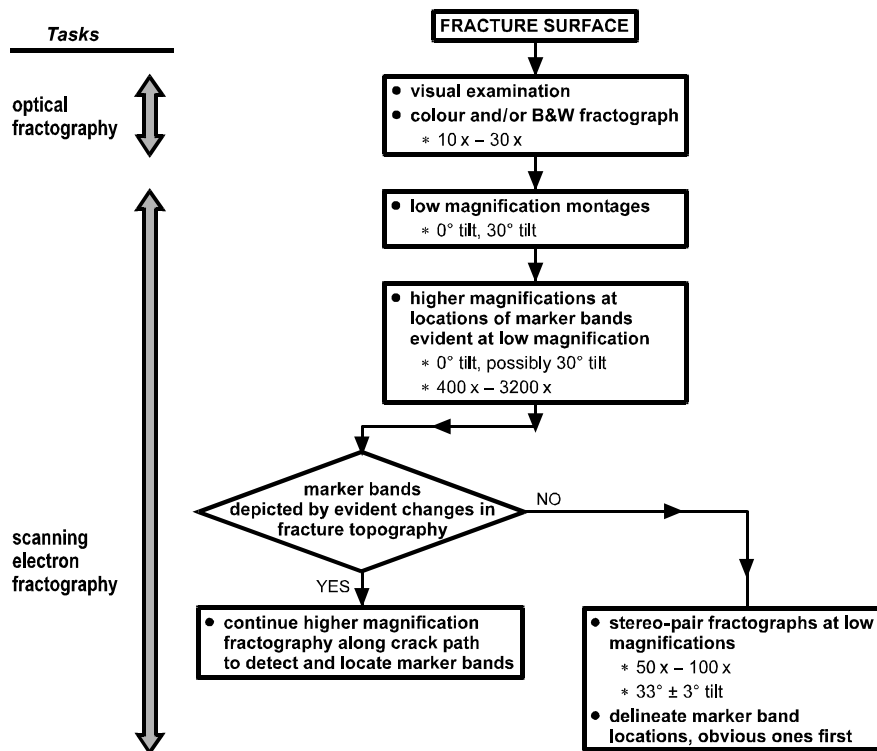 Tasks
FRACTURE SURFACE
optical
fractography
● visual examination
● colour and/or B&W fractograph
* 10 x – 30 x
● low magnification montages
* 0° tilt, 30° tilt
● higher magnifications at
locations of marker bands
evident at low magnification
* 0° tilt, possibly 30° tilt
* 400 x – 3200 x
marker bands
depicted by evident changes in
fracture topography
NO
YES
scanning
electron
fractography
● continue higher magnification
fractography along crack path
to detect and locate marker bands
● stereo-pair fractographs at low
magnifications
* 50 x – 100 x
* 33° ± 3° tilt
● delineate marker band
locations, obvious ones first